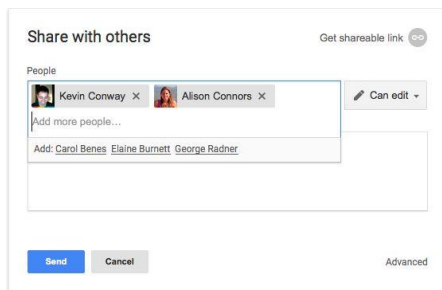 Share with others
Get shareable link
People
Kevin Conway × Alison Connors ×
Can edit
Add more people...
Add: Carol Benes Elaine Burnett George Radner
Send Cancel
Advanced